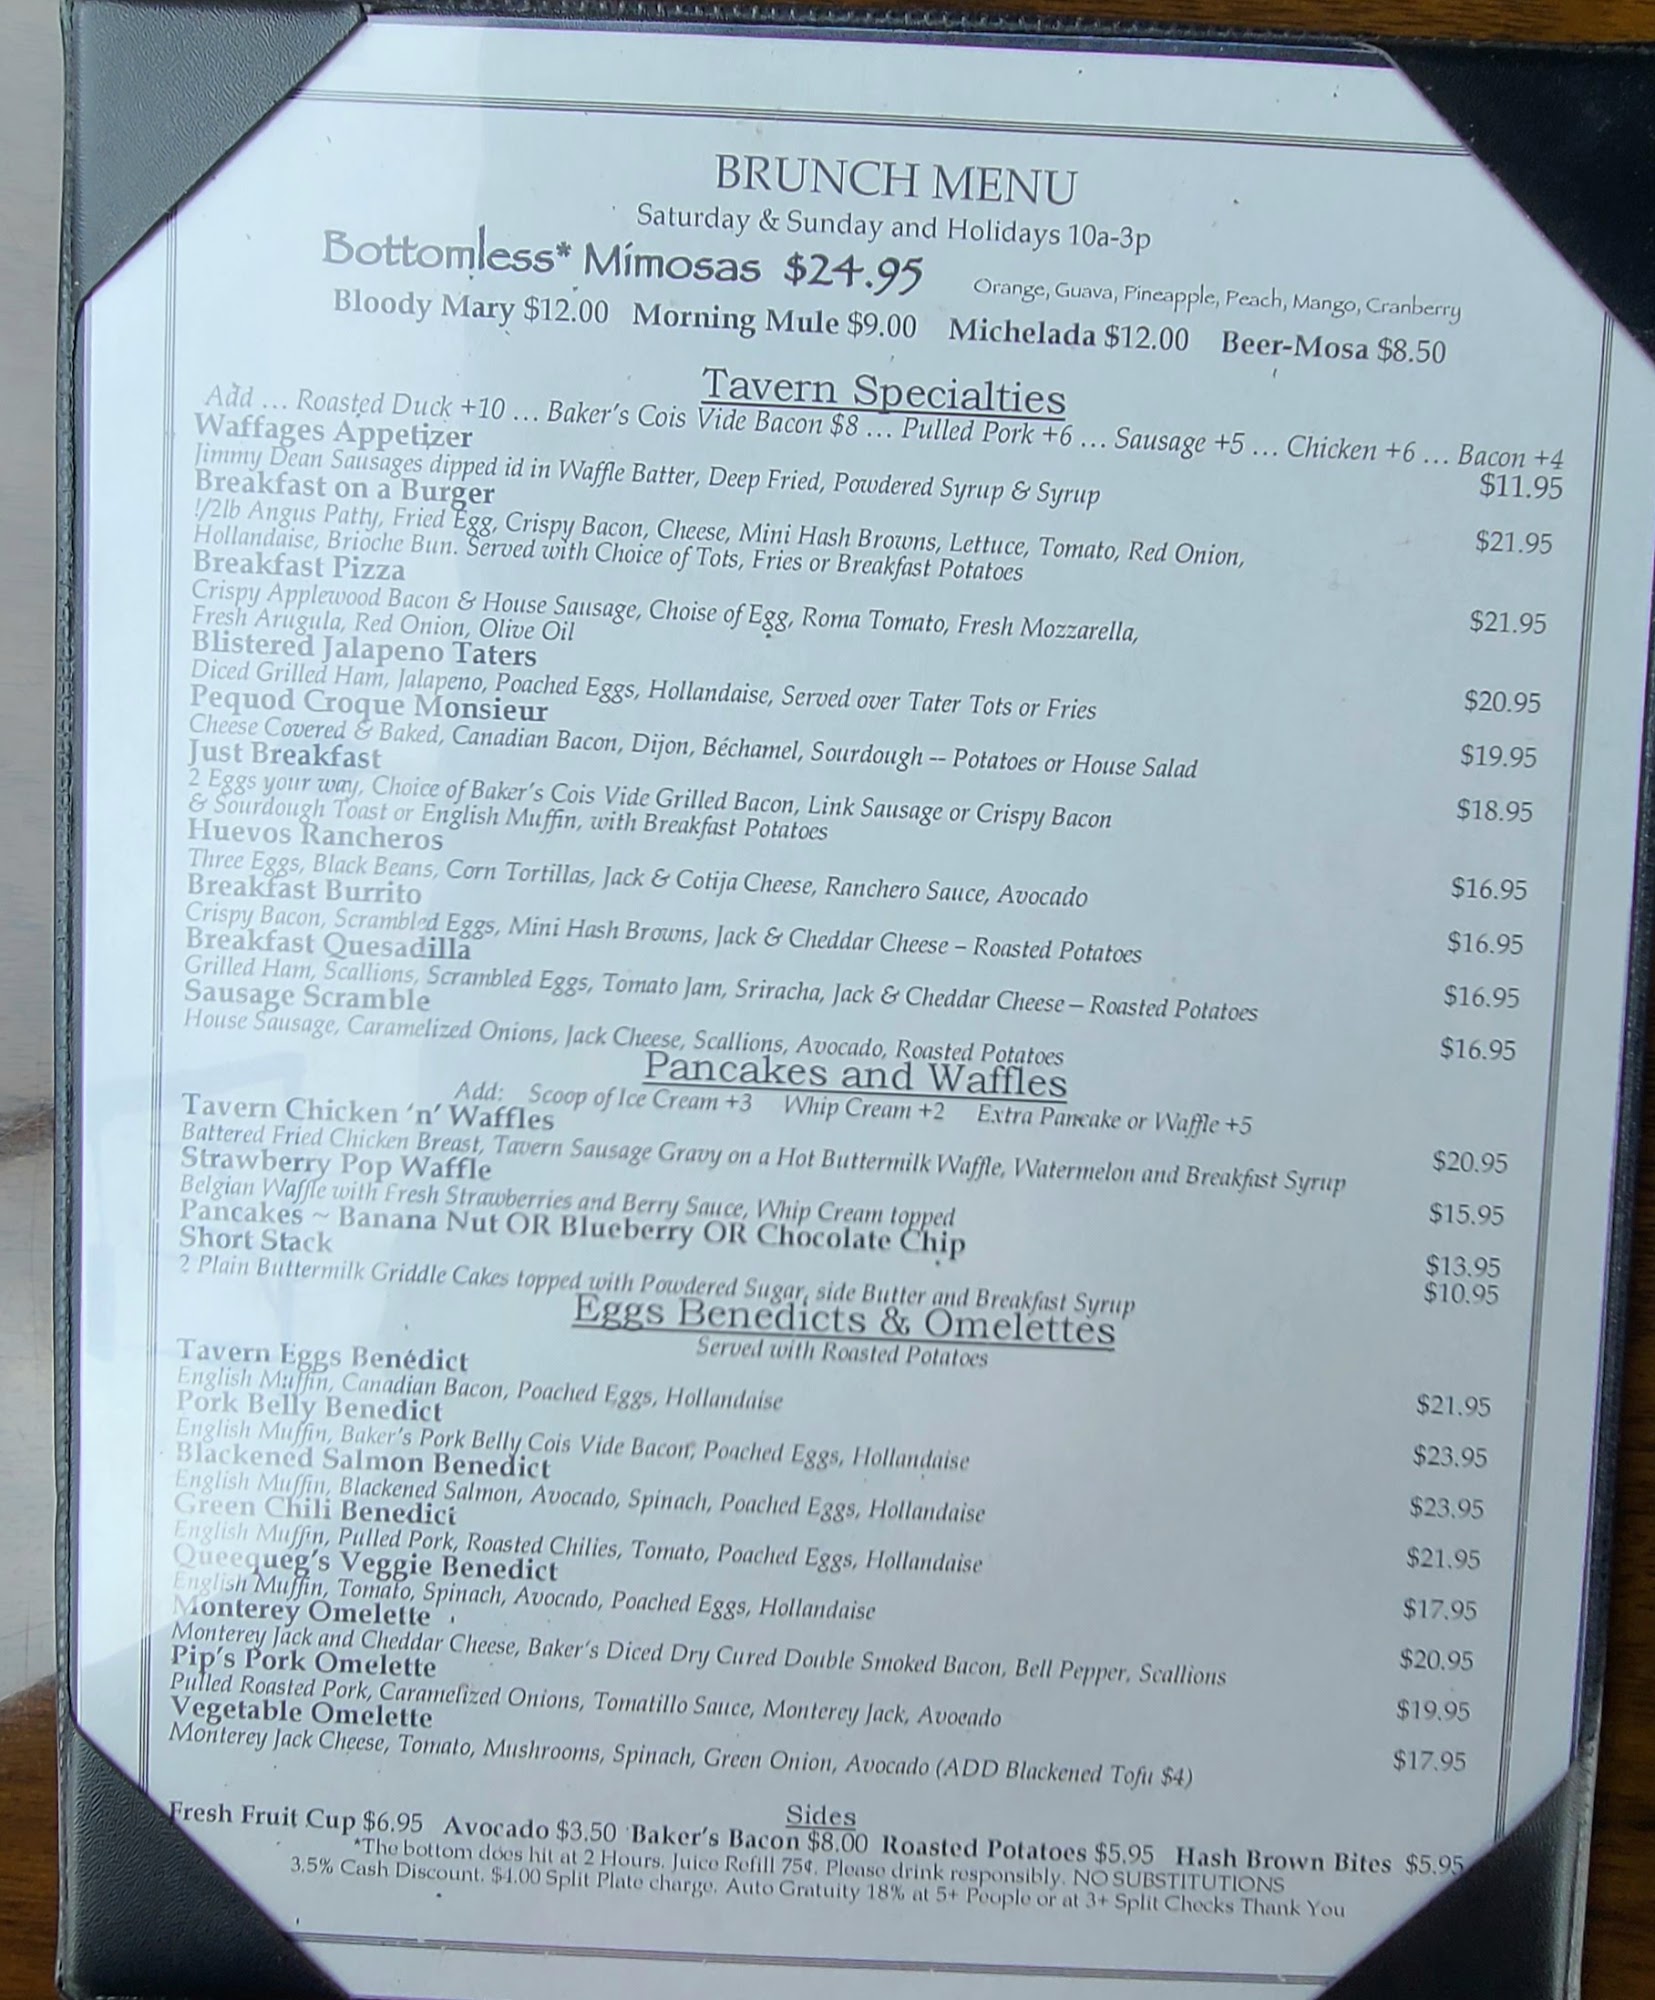 BRUNCH MENU
Saturday & Sunday and Holidays 10a-3p
Bottomless* Mimosas $24.95 Orange, Guava, Pineapple, Peach, Mango, Cranberry
Bloody Mary $12.00 Morning Mule $9.00 Michelada $12.00 Beer-Mosa $8.50
Tavern Specialties
Add ... Roasted Duck +10 ... Baker's Cois Vide Bacon $8 ... Pulled Pork +6 ... Sausage +5 ... Chicken +6 ... Bacon +4
Waffages Appetizer $11.95
Jimmy Dean Sausages dipped id in Waffle Batter, Deep Fried, Powdered Syrup & Syrup
Breakfast on a Burger $21.95
1/2lb Angus Patty, Fried Egg, Crispy Bacon, Cheese, Mini Hash Browns, Lettuce, Tomato, Red Onion,
Hollandaise, Brioche Bun. Served with Choice of Tots, Fries or Breakfast Potatoes
Breakfast Pizza $21.95
Crispy Applewood Bacon & House Sausage, Choise of Egg, Roma Tomato, Fresh Mozzarella,
Fresh Arugula, Red Onion, Olive Oil
Blistered Jalapeno Taters $20.95
Diced Grilled Ham, Jalapeno, Poached Eggs, Hollandaise, Served over Tater Tots or Fries
Pequod Croque Monsieur $19.95
Cheese Covered & Baked, Canadian Bacon, Dijon, Béchamel, Sourdough -- Potatoes or House Salad
Just Breakfast $18.95
2 Eggs your way, Choice of Baker's Cois Vide Grilled Bacon, Link Sausage or Crispy Bacon
& Sourdough Toast or English Muffin, with Breakfast Potatoes
Huevos Rancheros $16.95
Three Eggs, Black Beans, Corn Tortillas, Jack & Cotija Cheese, Ranchero Sauce, Avocado
Breakfast Burrito $16.95
Crispy Bacon, Scrambled Eggs, Mini Hash Browns, Jack & Cheddar Cheese – Roasted Potatoes
Breakfast Quesadilla $16.95
Grilled Ham, Scallions, Scrambled Eggs, Tomato Jam, Sriracha, Jack & Cheddar Cheese – Roasted Potatoes
Sausage Scramble $16.95
House Sausage, Caramelized Onions, Jack Cheese, Scallions, Avocado, Roasted Potatoes
Pancakes and Waffles
Add: Scoop of Ice Cream +3 Whip Cream +2 Extra Pancake or Waffle +5
Tavern Chicken 'n' Waffles $20.95
Battered Fried Chicken Breast, Tavern Sausage Gravy on a Hot Buttermilk Waffle, Watermelon and Breakfast Syrup
Strawberry Pop Waffle $15.95
Belgian Waffle with Fresh Strawberries and Berry Sauce, Whip Cream topped
Pancakes ~ Banana Nut OR Blueberry OR Chocolate Chip $13.95
Short Stack $10.95
2 Plain Buttermilk Griddle Cakes topped with Powdered Sugar, side Butter and Breakfast Syrup
Eggs Benedicts & Omelettes
Served with Roasted Potatoes
Tavern Eggs Benédict $21.95
English Muffin, Canadian Bacon, Poached Eggs, Hollandaise
Pork Belly Benedict $23.95
English Muffin, Baker's Pork Belly Cois Vide Bacon, Poached Eggs, Hollandaise
Blackened Salmon Benedict $23.95
English Muffin, Blackened Salmon, Avocado, Spinach, Poached Eggs, Hollandaise
Green Chili Benedict $21.95
English Muffin, Pulled Pork, Roasted Chilies, Tomato, Poached Eggs, Hollandaise
Queequeg's Veggie Benedict $17.95
English Muffin, Tomato, Spinach, Avocado, Poached Eggs, Hollandaise
Monterey Omelette $20.95
Monterey Jack and Cheddar Cheese, Baker's Diced Dry Cured Double Smoked Bacon, Bell Pepper, Scallions
Pip's Pork Omelette $19.95
Pulled Roasted Pork, Caramelized Onions, Tomatillo Sauce, Monterey Jack, Avocado
Vegetable Omelette $17.95
Monterey Jack Cheese, Tomato, Mushrooms, Spinach, Green Onion, Avocado (ADD Blackened Tofu $4)
Sides
Fresh Fruit Cup $6.95 Avocado $3.50 Baker's Bacon $8.00 Roasted Potatoes $5.95 Hash Brown Bites $5.95
*The bottom does hit at 2 Hours. Juice Refill 75¢. Please drink responsibly. NO SUBSTITUTIONS
3.5% Cash Discount. $4.00 Split Plate charge. Auto Gratuity 18% at 5+ People or at 3+ Split Checks Thank You